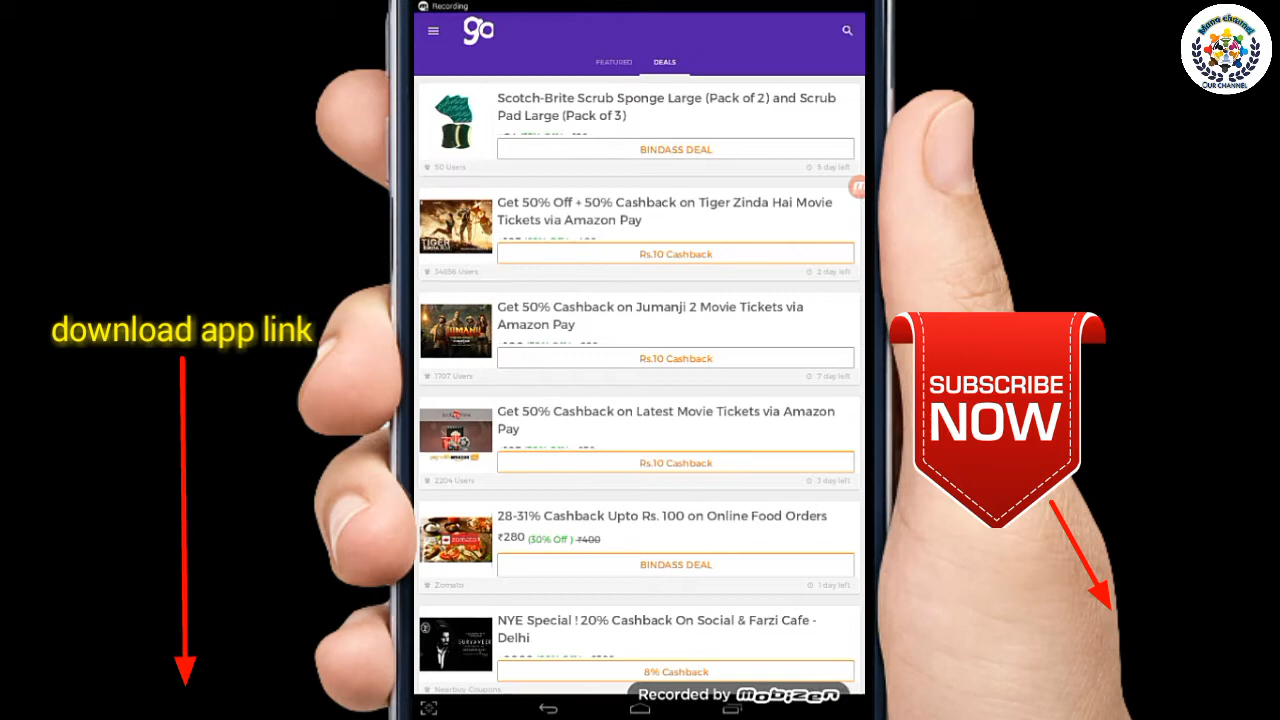 Recording
go
FEATURED DEALS
Scotch-Brite Scrub Sponge Large (Pack of 2) and Scrub
Pad Large (Pack of 3)
BINDASS DEAL
50 Users 5 day left
Get 50% Off + 50% Cashback on Tiger Zinda Hai Movie
Tickets via Amazon Pay
Rs.10 Cashback
34656 Users 2 day left
Get 50% Cashback on Jumanji 2 Movie Tickets via
Amazon Pay
Rs.10 Cashback
1707 Users 7 day left
Get 50% Cashback on Latest Movie Tickets via Amazon
Pay
Rs.10 Cashback
2204 Users 3 day left
28-31% Cashback Upto Rs. 100 on Online Food Orders
₹280 (30% Off ) ₹400
BINDASS DEAL
Zomato 1 day left
NYE Special ! 20% Cashback On Social & Farzi Cafe -
Delhi
8% Cashback
Nearbuy Coupons
Recorded by mobizen
download app link
SUBSCRIBE
NOW
Mana channel
OUR CHANNEL
TIGER
JUMANJI
zomato